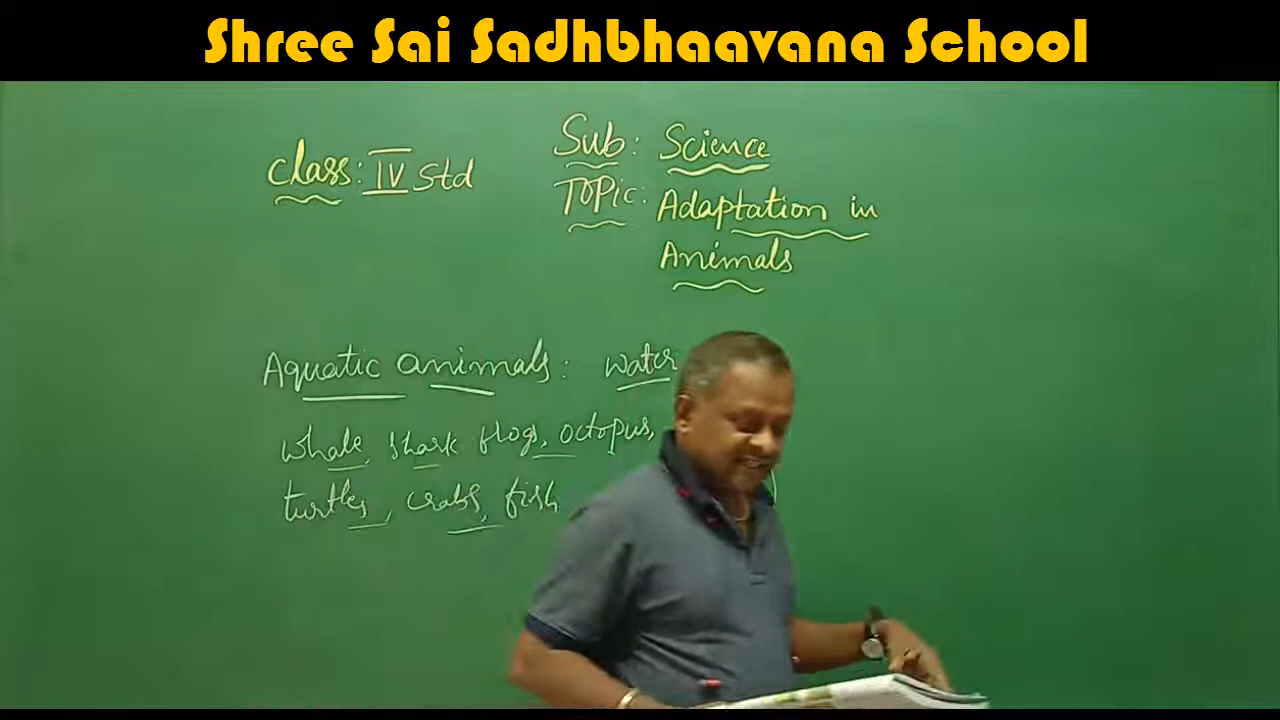 Shree Sai Sadhbhaavana School
Class: IV Std
Sub: Science
Topic: Adaptation in
Animals
Aquatic animals: water
whale, shark frogs, octopus,
turtles, crabs, fish